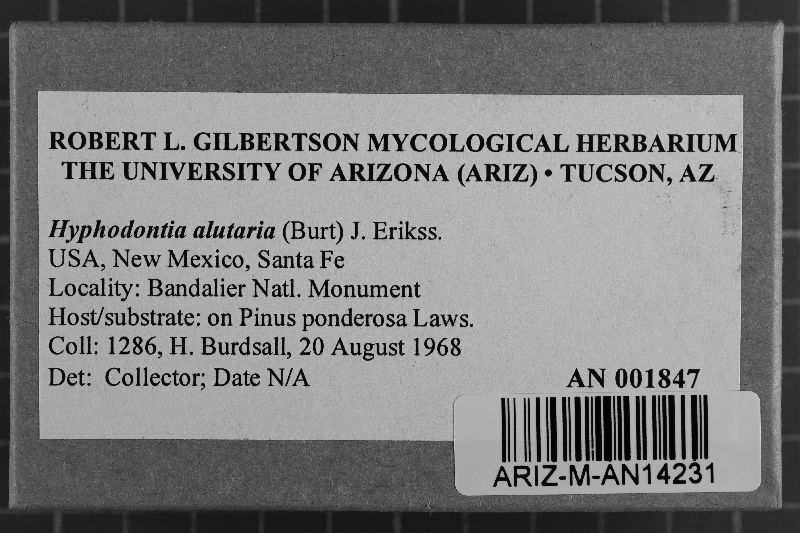 ROBERT L. GILBERTSON MYCOLOGICAL HERBARIUM
THE UNIVERSITY OF ARIZONA (ARIZ) • TUCSON, AZ
Hyphodontia alutaria (Burt) J. Erikss.
USA, New Mexico, Santa Fe
Locality: Bandalier Natl. Monument
Host/substrate: on Pinus ponderosa Laws.
Coll: 1286, H. Burdsall, 20 August 1968
Det: Collector; Date N/A
AN 001847
ARIZ-M-AN14231